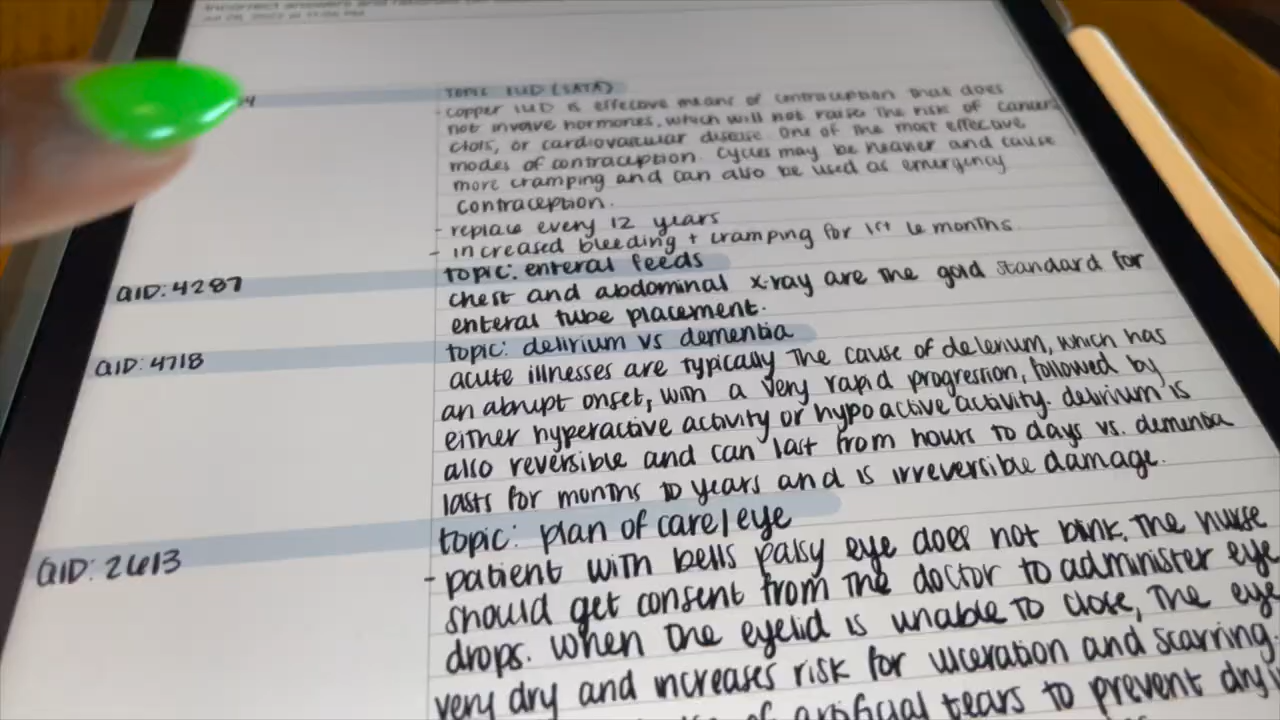 Incorrect answers and rationale
TOPIC IUD (SATA)
- copper IUD is effective means of contraception that does
not involve hormones, which will not raise the risk of cancer,
clots, or cardiovascular disease. One of the most effective
modes of contraception. Cycles may be heavier and cause
more cramping and can also be used as emergency
contraception.
- replace every 12 years
- increased bleeding + cramping for 1st 6 months.
QID: 4287
topic: enteral feeds
chest and abdominal x-ray are the gold standard for
enteral tube placement.
QID: 4718
topic: delirium vs dementia
acute illnesses are typically the cause of delerium, which has
an abrupt onset, with a very rapid progression, followed by
either hyperactive activity or hypoactive activity. delirium is
also reversible and can last from hours to days vs. dementia
lasts for months to years and is irreversible damage.
QID: 2613
topic: plan of care/eye
- patient with bells palsy eye does not bink. The nurse
should get consent from the doctor to administer eye
drops. When the eyelid is unable to close, the eye
very dry and increases risk for ulceration and scarring.
of artificial tears to prevent